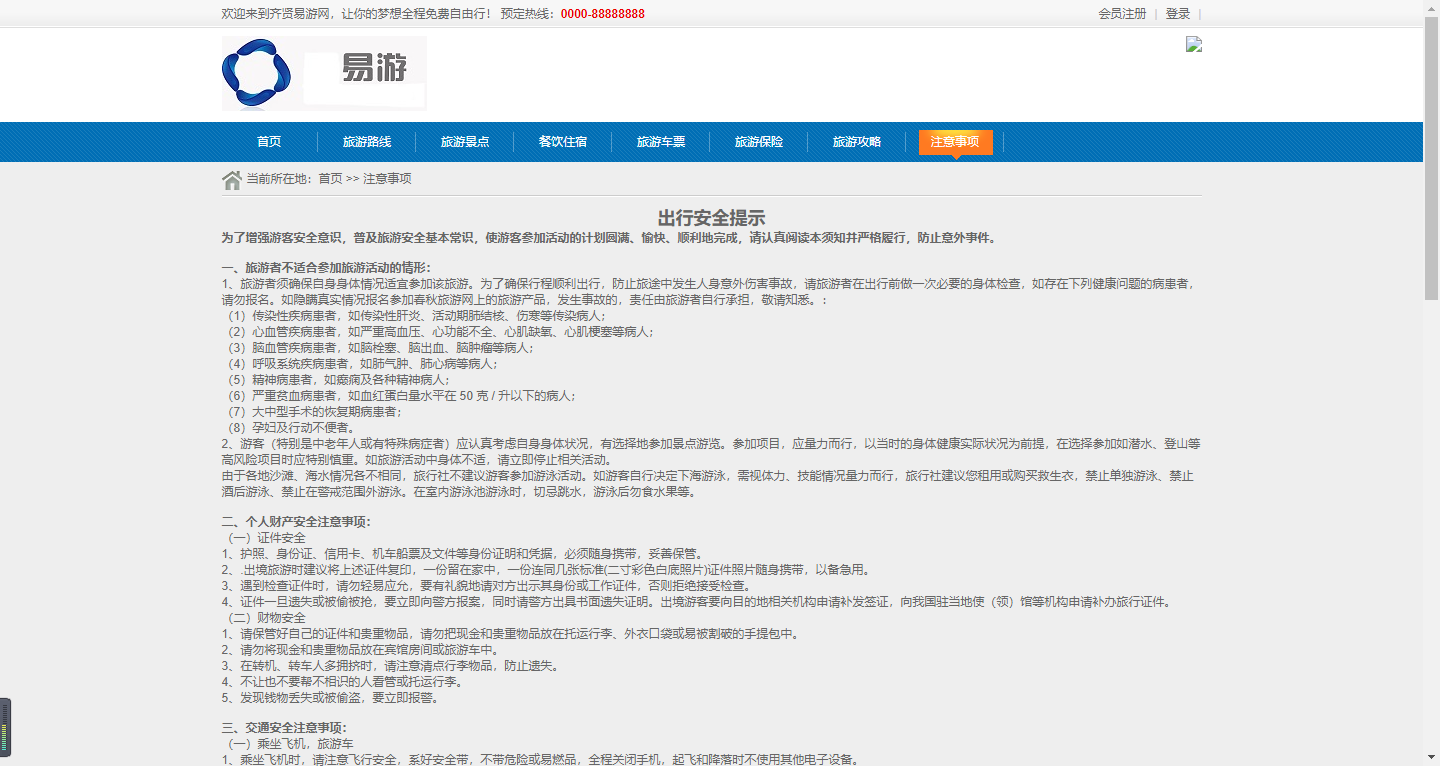 欢迎来到齐贤易游网，让你的梦想全程免费自由行！ 预定热线：0000-88888888
会员注册 | 登录 |
易游
首页 旅游路线 旅游景点 餐饮住宿 旅游车票 旅游保险 旅游攻略 注意事项
当前所在地：首页 >> 注意事项
出行安全提示
为了增强游客安全意识，普及旅游安全基本常识，使游客参加活动的计划圆满、愉快、顺利地完成，请认真阅读本须知并严格履行，防止意外事件。
一、旅游者不适合参加旅游活动的情形：
1、旅游者须确保自身身体情况适宜参加该旅游。为了确保行程顺利出行，防止旅途中发生人身意外伤害事故，请旅游者在出行前做一次必要的身体检查，如存在下列健康问题的病患者，
请勿报名。如隐瞒真实情况报名参加春秋旅游网上的旅游产品，发生事故的，责任由旅游者自行承担，敬请知悉。：
（1）传染性疾病患者，如传染性肝炎、活动期肺结核、伤寒等传染病人；
（2）心血管疾病患者，如严重高血压、心功能不全、心肌缺氧、心肌梗塞等病人；
（3）脑血管疾病患者，如脑栓塞、脑出血、脑肿瘤等病人；
（4）呼吸系统疾病患者，如肺气肿、肺心病等病人；
（5）精神病患者，如癫痫及各种精神病人；
（6）严重贫血病患者，如血红蛋白量水平在 50 克 / 升以下的病人；
（7）大中型手术的恢复期病患者；
（8）孕妇及行动不便者。
2、游客（特别是中老年人或有特殊病症者）应认真考虑自身身体状况，有选择地参加景点游览。参加项目，应量力而行，以当时的身体健康实际状况为前提，在选择参加如潜水、登山等
高风险项目时应特别慎重。如旅游活动中身体不适，请立即停止相关活动。
由于各地沙滩、海水情况各不相同，旅行社不建议游客参加游泳活动。如游客自行决定下海游泳，需视体力、技能情况量力而行，旅行社建议您租用或购买救生衣，禁止单独游泳、禁止
酒后游泳、禁止在警戒范围外游泳。在室内游泳池游泳时，切忌跳水，游泳后勿食水果等。
二、个人财产安全注意事项：
（一）证件安全
1、护照、身份证、信用卡、机车船票及文件等身份证明和凭据，必须随身携带，妥善保管。
2、.出境旅游时建议将上述证件复印，一份留在家中，一份连同几张标准(二寸彩色白底照片)证件照片随身携带，以备急用。
3、遇到检查证件时，请勿轻易应允，要有礼貌地请对方出示其身份或工作证件，否则拒绝接受检查。
4、证件一旦遗失或被偷被抢，要立即向警方报案，同时请警方出具书面遗失证明。出境游客要向目的地相关机构申请补发签证，向我国驻当地使（领）馆等机构申请补办旅行证件。
（二）财物安全
1、请保管好自己的证件和贵重物品，请勿把现金和贵重物品放在托运行李、外衣口袋或易被割破的手提包中。
2、请勿将现金和贵重物品放在宾馆房间或旅游车中。
3、在转机、转车人多拥挤时，请注意清点行李物品，防止遗失。
4、不让也不要帮不相识的人看管或托运行李。
5、发现钱物丢失或被偷盗，要立即报警。
三、交通安全注意事项：
（一）乘坐飞机，旅游车
1、乘坐飞机时，请注意飞行安全，系好安全带，不带危险或易燃品，全程关闭手机，起飞和降落时不使用其他电子设备。